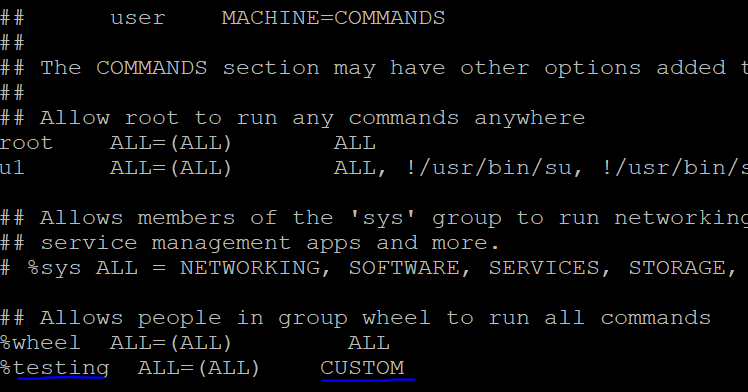 ##      user    MACHINE=COMMANDS
##
## The COMMANDS section may have other options added t
##
## Allow root to run any commands anywhere
root    ALL=(ALL)       ALL
u1      ALL=(ALL)       ALL, !/usr/bin/su, !/usr/bin/s
## Allows members of the 'sys' group to run networking
## service management apps and more.
# %sys ALL = NETWORKING, SOFTWARE, SERVICES, STORAGE,
## Allows people in group wheel to run all commands
%wheel  ALL=(ALL)        ALL
%testing  ALL=(ALL)    CUSTOM